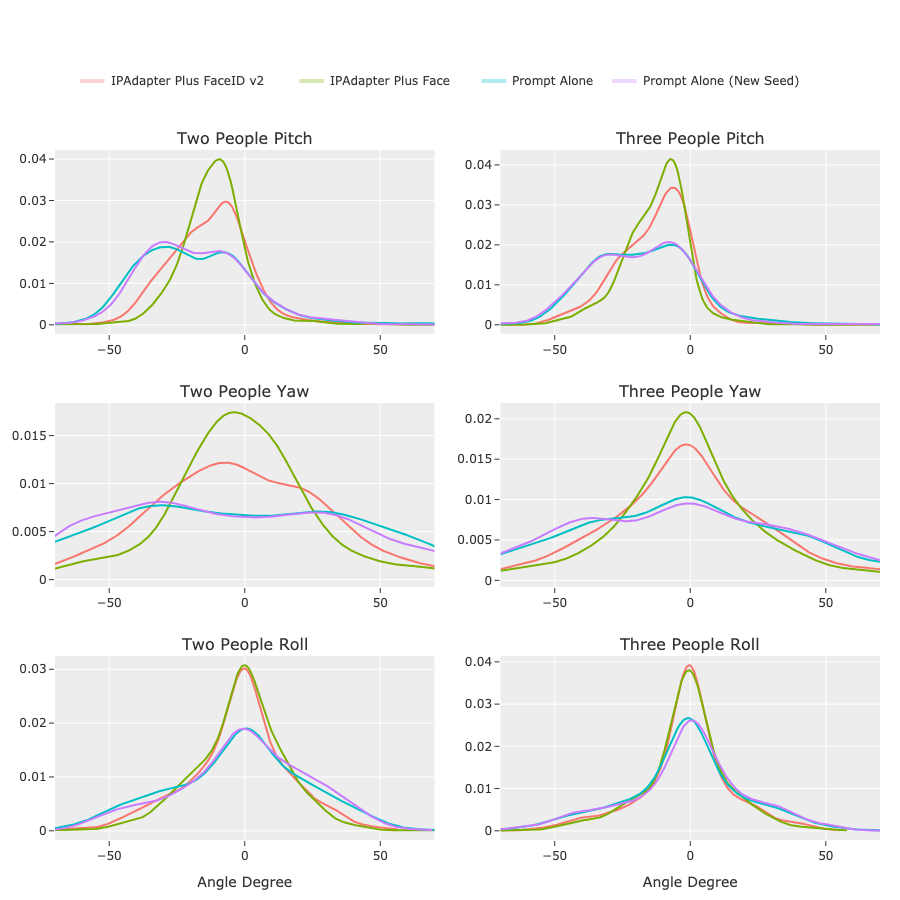 IPAdapter Plus FaceID v2 IPAdapter Plus Face Prompt Alone Prompt Alone (New Seed)
Two People Pitch Three People Pitch
0.04 0.04
0.03 0.03
0.02 0.02
0.01 0.01
0 0
−50 0 50 −50 0 50
Two People Yaw Three People Yaw
0.02
0.015 0.015
0.01 0.01
0.005 0.005
0 0
−50 0 50 −50 0 50
Two People Roll Three People Roll
0.03 0.04
0.03
0.02 0.02
0.01 0.01
0 0
−50 0 50 −50 0 50
Angle Degree Angle Degree